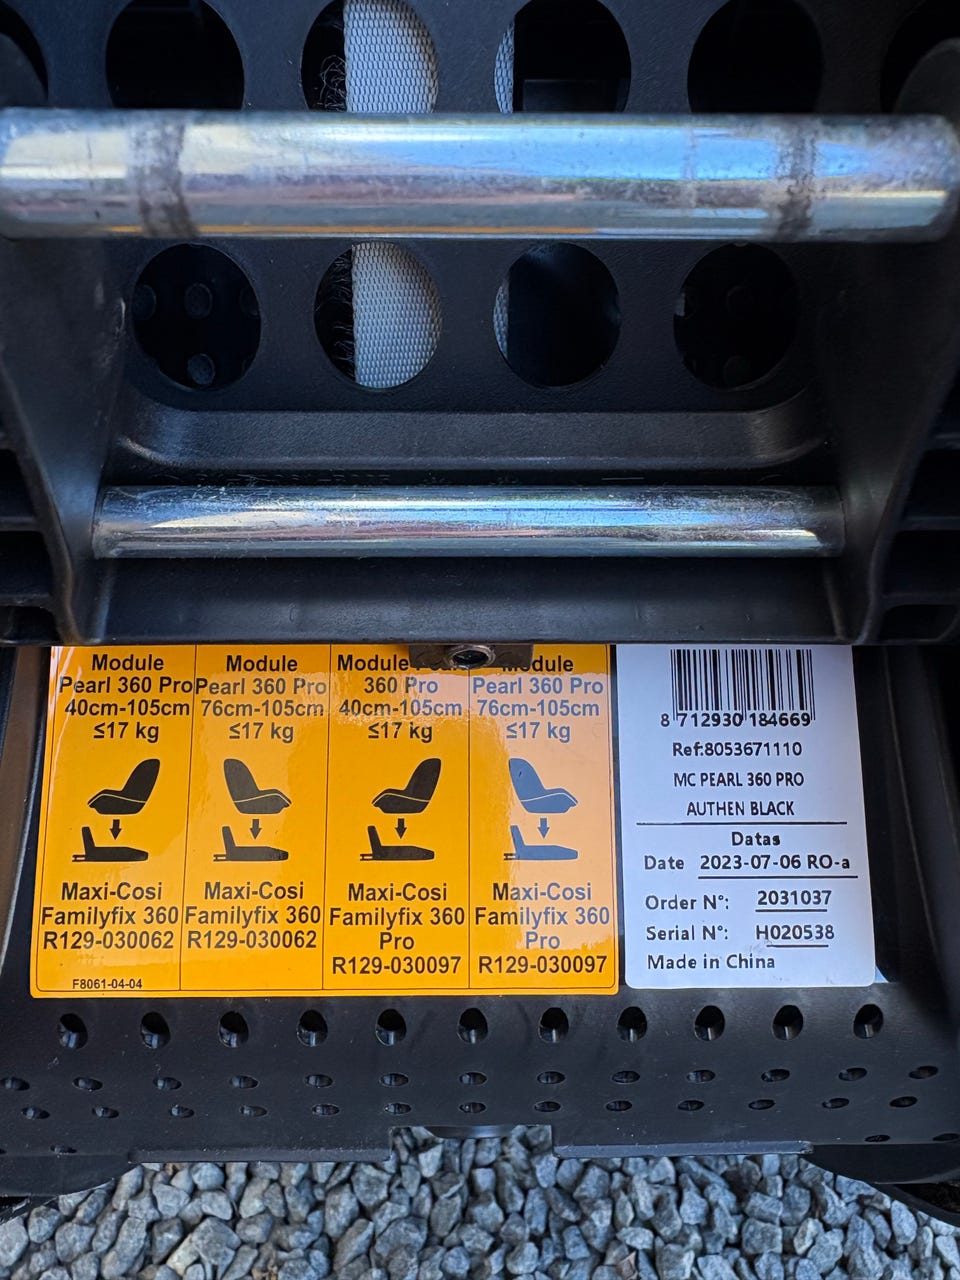 Module
Pearl 360 Pro
40cm-105cm
≤17 kg
Maxi-Cosi
Familyfix 360
R129-030062
F8061-04-04
Module
Pearl 360 Pro
76cm-105cm
≤17 kg
Maxi-Cosi
Familyfix 360
R129-030062
Module
360 Pro
40cm-105cm
≤17 kg
Maxi-Cosi
Familyfix 360
Pro
R129-030097
Module
Pearl 360 Pro
76cm-105cm
≤17 kg
Maxi-Cosi
Familyfix 360
Pro
R129-030097
8 712930 184669
Ref:8053671110
MC PEARL 360 PRO
AUTHEN BLACK
Datas
Date 2023-07-06 RO-a
Order N°: 2031037
Serial N°: H020538
Made in China